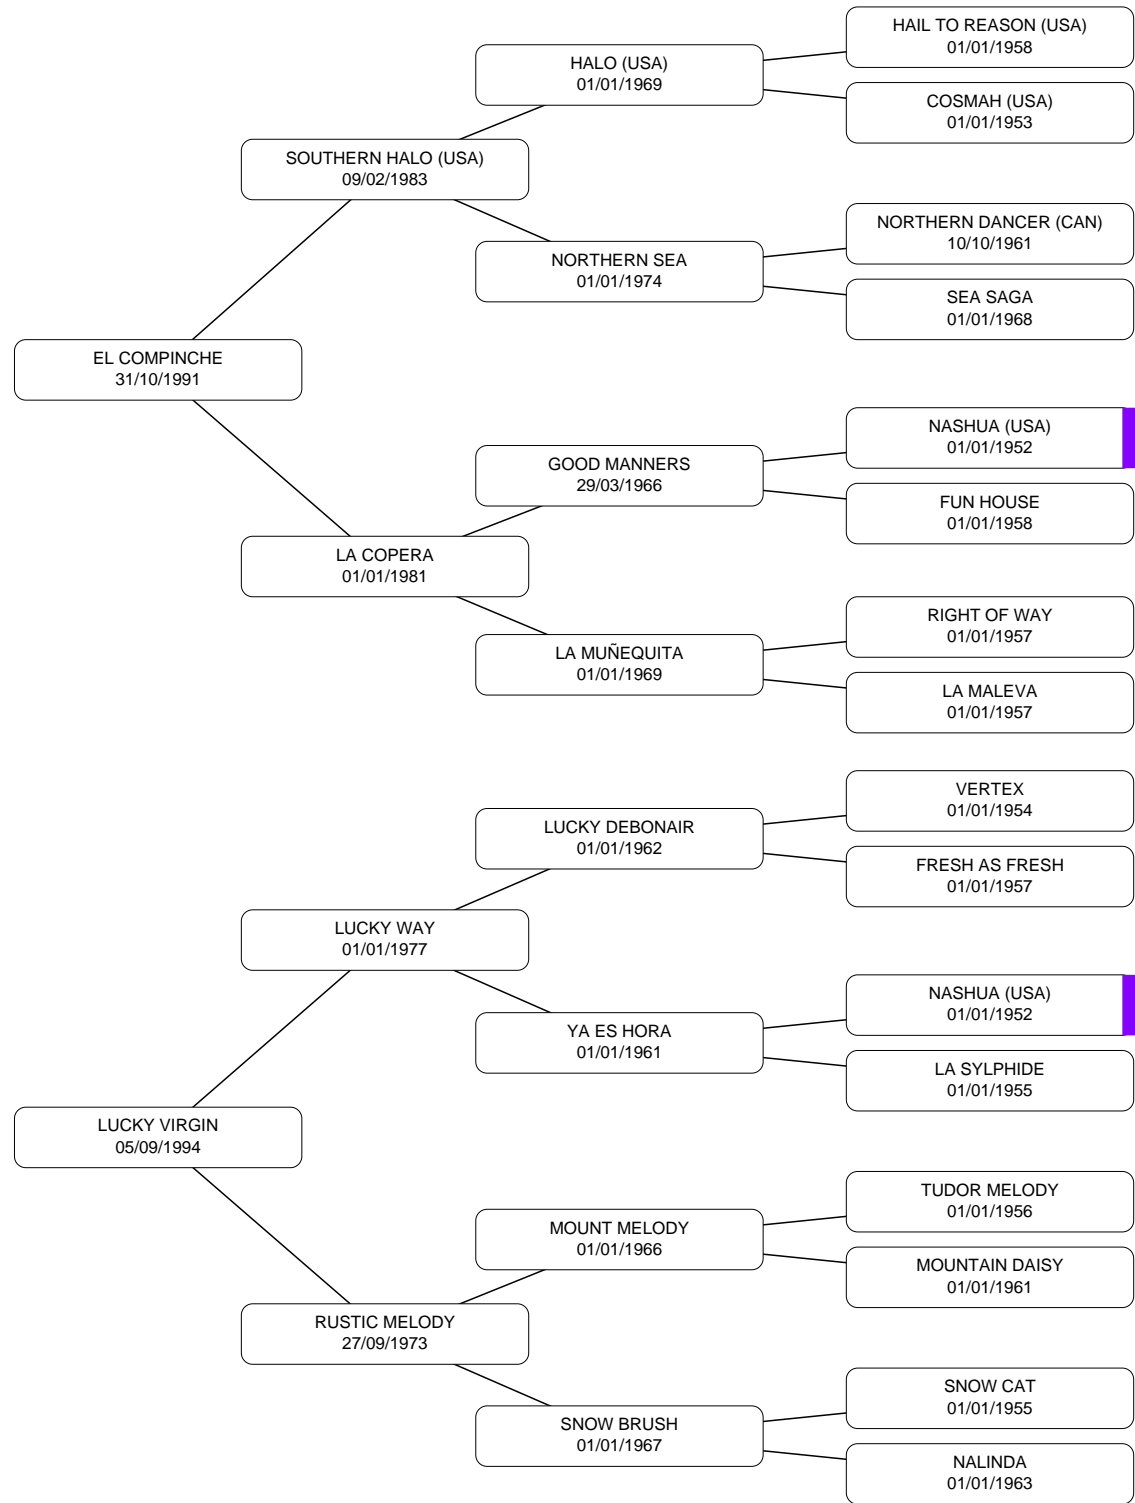 HAIL TO REASON (USA)
01/01/1958
HALO (USA)
01/01/1969
COSMAH (USA)
01/01/1953
SOUTHERN HALO (USA)
09/02/1983
NORTHERN DANCER (CAN)
10/10/1961
NORTHERN SEA
01/01/1974
SEA SAGA
01/01/1968
EL COMPINCHE
31/10/1991
NASHUA (USA)
01/01/1952
GOOD MANNERS
29/03/1966
FUN HOUSE
01/01/1958
LA COPERA
01/01/1981
RIGHT OF WAY
01/01/1957
LA MUÑEQUITA
01/01/1969
LA MALEVA
01/01/1957
VERTEX
01/01/1954
LUCKY DEBONAIR
01/01/1962
FRESH AS FRESH
01/01/1957
LUCKY WAY
01/01/1977
NASHUA (USA)
01/01/1952
YA ES HORA
01/01/1961
LA SYLPHIDE
01/01/1955
LUCKY VIRGIN
05/09/1994
TUDOR MELODY
01/01/1956
MOUNT MELODY
01/01/1966
MOUNTAIN DAISY
01/01/1961
RUSTIC MELODY
27/09/1973
SNOW CAT
01/01/1955
SNOW BRUSH
01/01/1967
NALINDA
01/01/1963